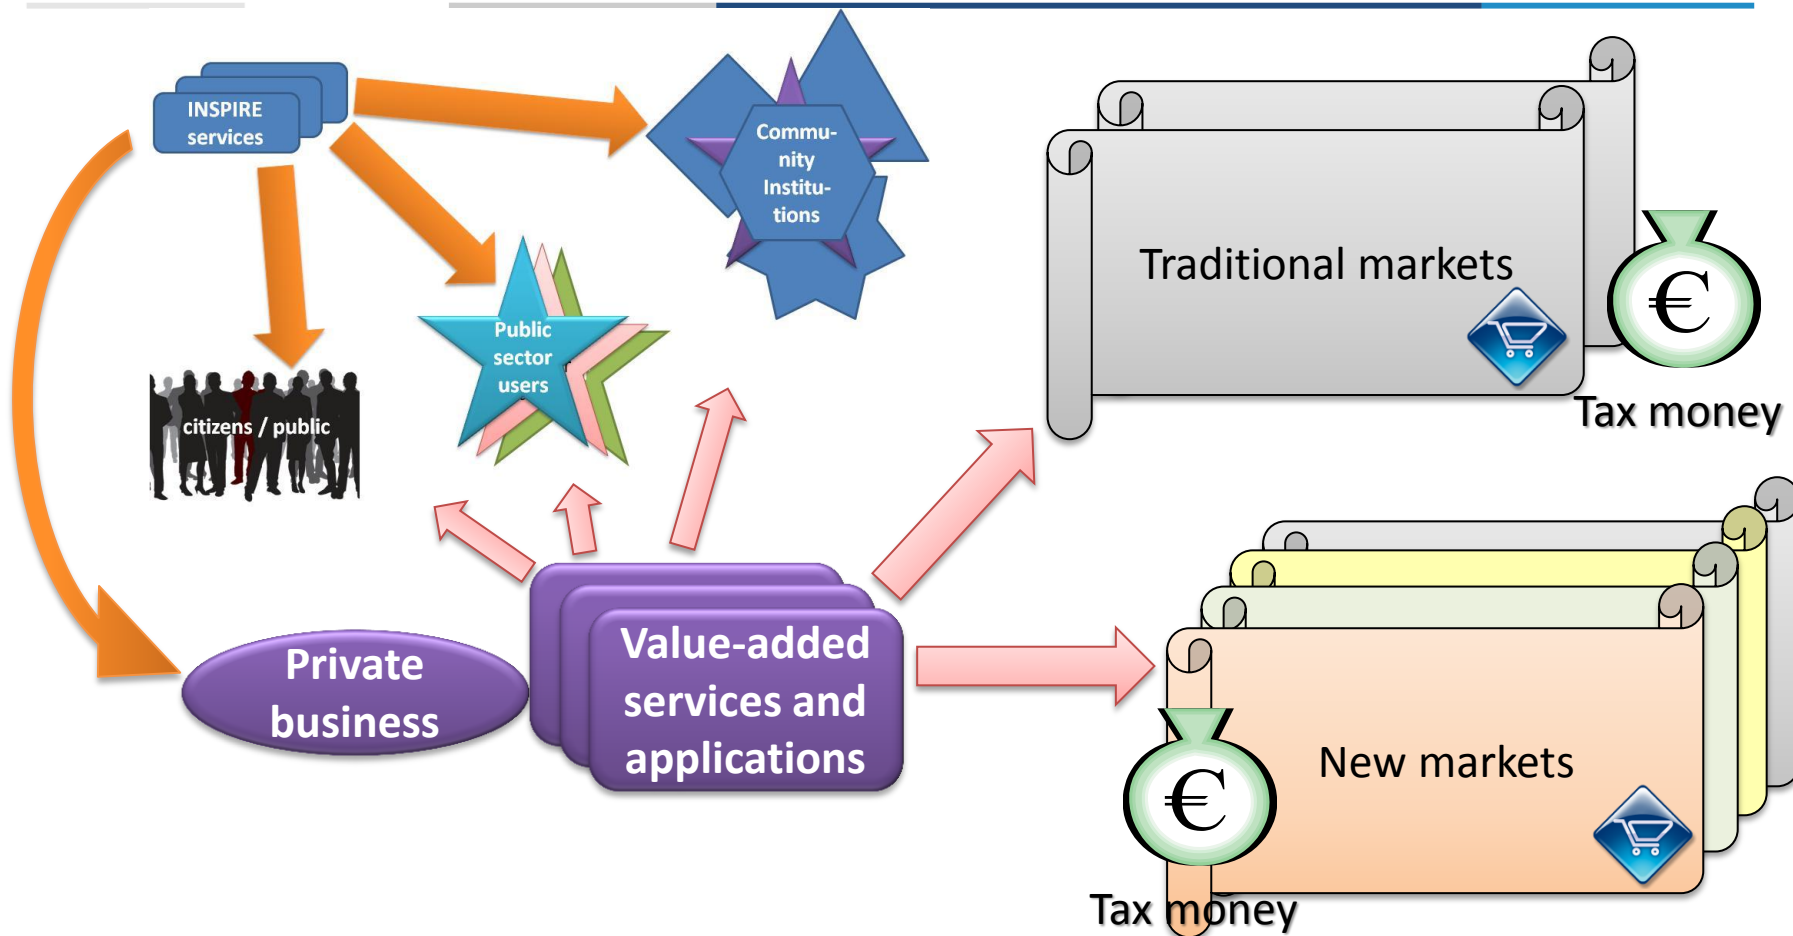 INSPIRE
services
Commu-
nity
Institu-
tions
Public
sector
users
citizens / public
Traditional markets
€
Tax money
Private
business
Value-added
services and
applications
New markets
€
Tax money